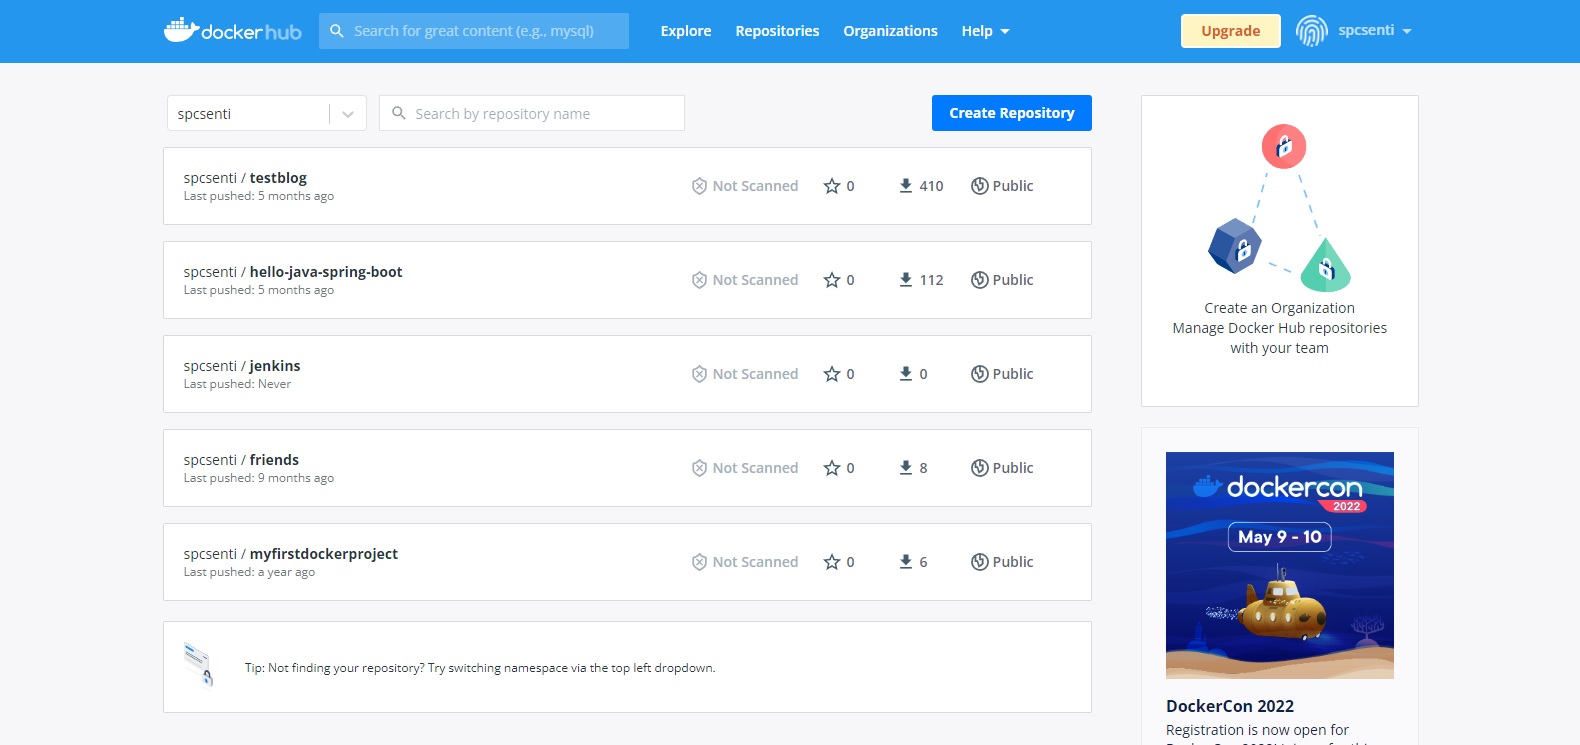 docker hub
Search for great content (e.g., mysql)
Explore
Repositories
Organizations
Help
Upgrade
spcsenti
spcsenti
Search by repository name
Create Repository
spcsenti / testblog
Last pushed: 5 months ago
Not Scanned
0
410
Public
spcsenti / hello-java-spring-boot
Last pushed: 5 months ago
Not Scanned
0
112
Public
spcsenti / jenkins
Last pushed: Never
Not Scanned
0
0
Public
spcsenti / friends
Last pushed: 9 months ago
Not Scanned
0
8
Public
spcsenti / myfirstdockerproject
Last pushed: a year ago
Not Scanned
0
6
Public
Tip: Not finding your repository? Try switching namespace via the top left dropdown.
Create an Organization
Manage Docker Hub repositories
with your team
dockercon
2022
May 9 - 10
DockerCon 2022
Registration is now open for